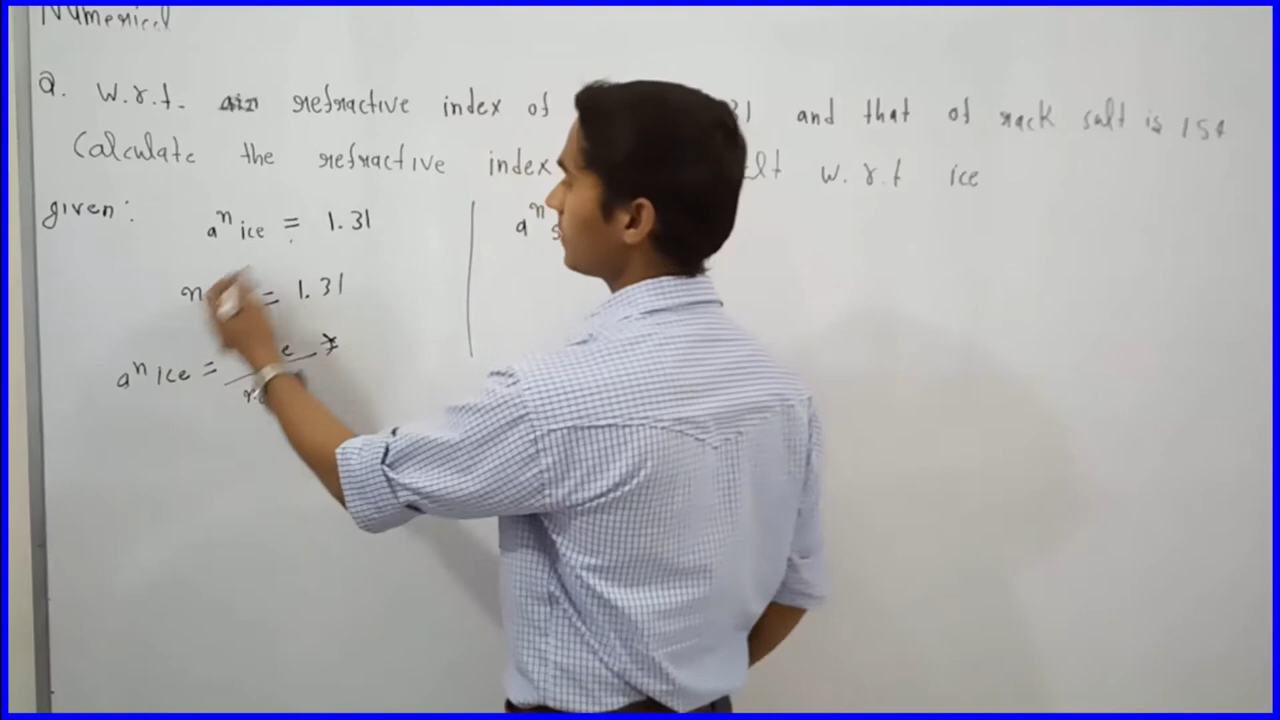 Numerical
Q. W.r.t. air refractive index of and that of rack salt is 1.54
Calculate the refractive index w.r.t ice
given: a n ice = 1.31
a n s
n = 1.31
a n ice =